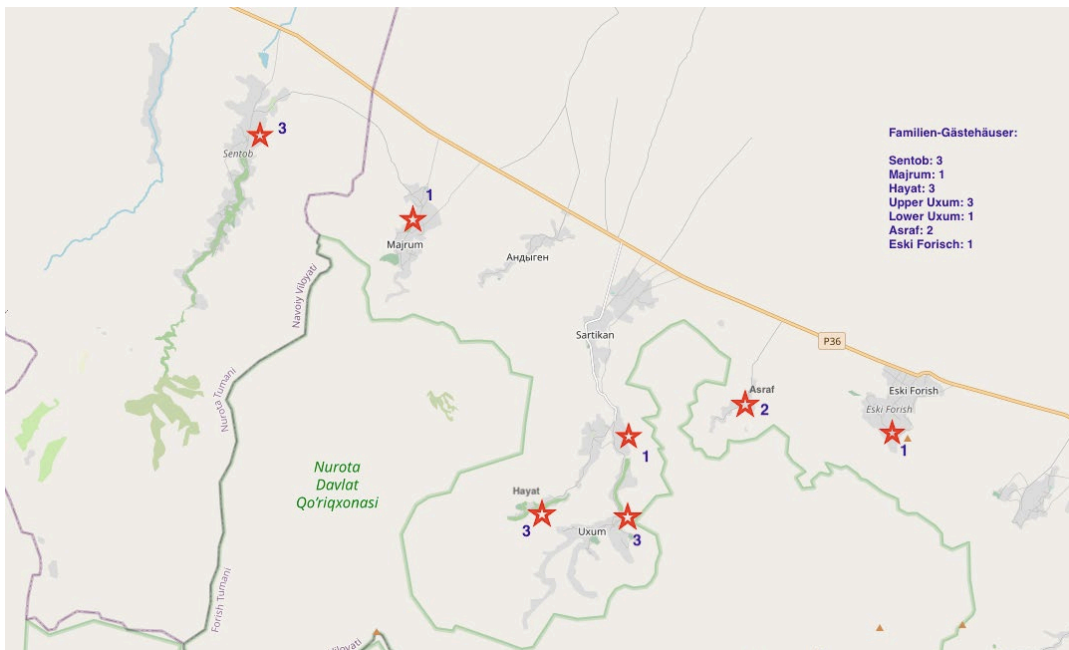 3
Sentob
1
Majrum
Андыген
Familien-Gästehäuser:
Sentob: 3
Majrum: 1
Hayat: 3
Upper Uxum: 3
Lower Uxum: 1
Asraf: 2
Eski Forisch: 1
Navoiy Viloyati
Sartikan
P36
Nurota Tumani
Asraf
2
Eski Forish
Eski Forish
1
1
Nurota
Davlat
Qo'riqxonasi
Hayat
3
Uxum
3
Forish Tumani